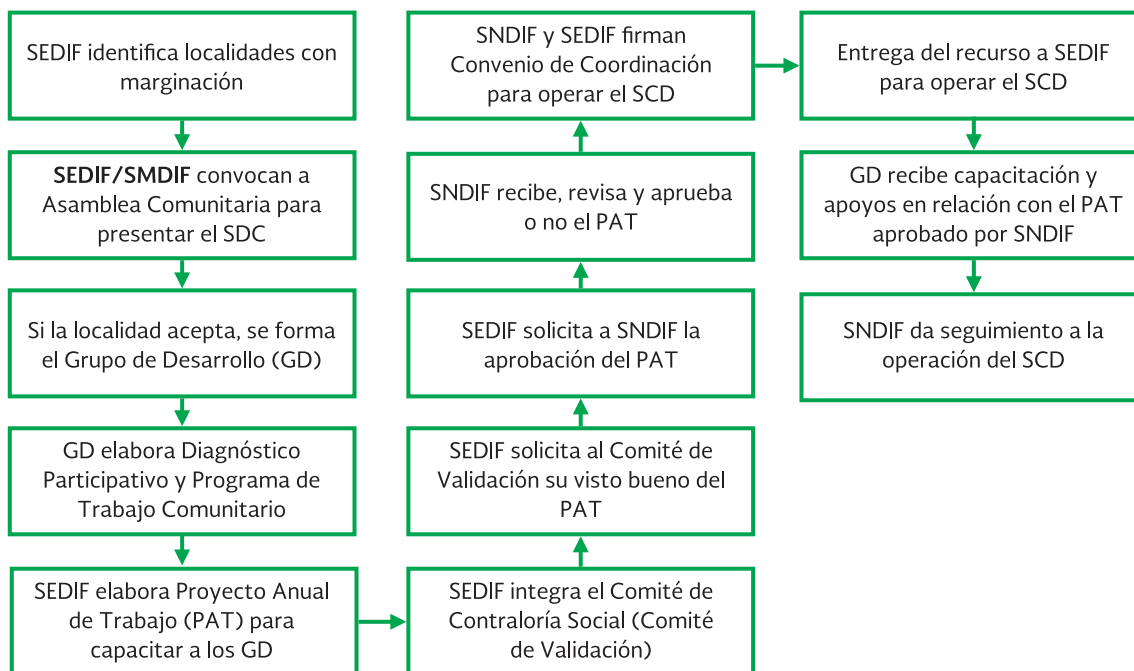 SEDIF identifica localidades con
marginación
SEDIF/SMDIF convocan a
Asamblea Comunitaria para
presentar el SDC
Si la localidad acepta, se forma
el Grupo de Desarrollo (GD)
GD elabora Diagnóstico
Participativo y Programa de
Trabajo Comunitario
SEDIF elabora Proyecto Anual
de Trabajo (PAT) para
capacitar a los GD
SEDIF integra el Comité de
Contraloría Social (Comité
de Validación)
SEDIF solicita al Comité de
Validación su visto bueno del
PAT
SEDIF solicita a SNDIF la
aprobación del PAT
SNDIF recibe, revisa y aprueba
o no el PAT
SNDIF y SEDIF firman
Convenio de Coordinación
para operar el SCD
Entrega del recurso a SEDIF
para operar el SCD
GD recibe capacitación y
apoyos en relación con el PAT
aprobado por SNDIF
SNDIF da seguimiento a la
operación del SCD